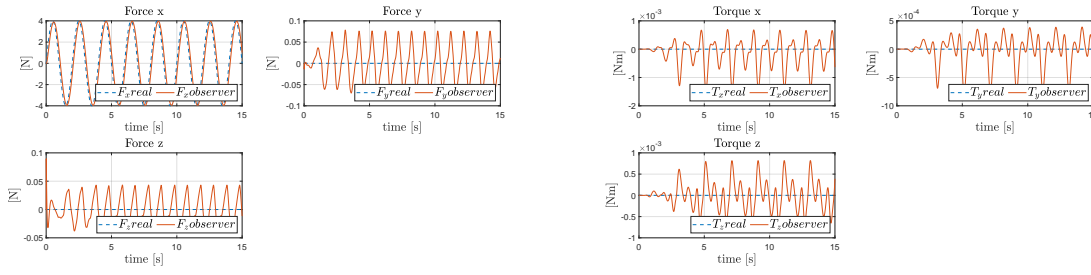 Force x
4
2
0
-2
-4
[N]
F_x real F_x observer
0 5 10 15
time [s]
Force y
0.1
0.05
0
-0.05
-0.1
[N]
F_y real F_y observer
0 5 10 15
time [s]
Torque x
×10^-3
1
0
-1
-2
[Nm]
T_x real T_x observer
0 5 10 15
time [s]
Torque y
×10^-4
5
0
-5
-10
[Nm]
T_y real T_y observer
0 5 10 15
time [s]
Force z
0.1
0.05
0
-0.05
[N]
F_z real F_z observer
0 5 10 15
time [s]
Torque z
×10^-3
1
0.5
0
-0.5
-1
[Nm]
T_z real T_z observer
0 5 10 15
time [s]